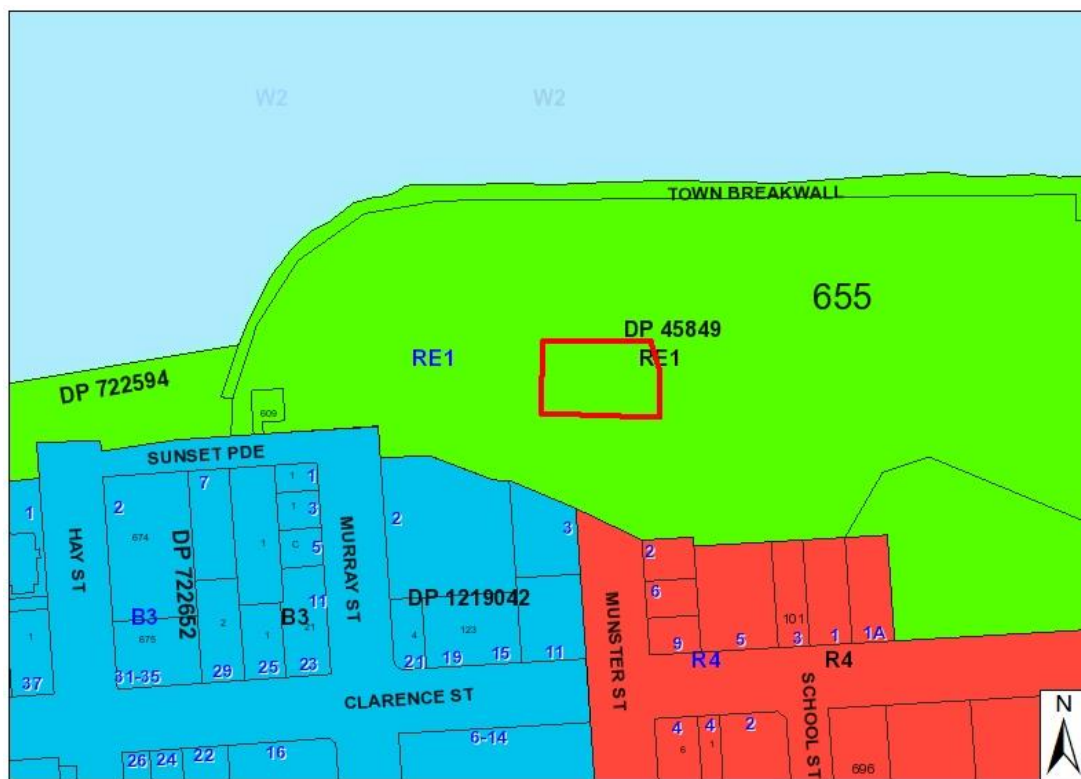 W2
W2
TOWN BREAKWALL
655
DP 45849
RE1
RE1
DP 722594
609
SUNSET PDE
1
HAY ST
2
674
DP 722652
7
1
1
1
1
3
C
5
11
21
MURRAY ST
2
3
DP 1219042
B3
B3
675
2
1
4
123
1
37
31-35
29
25
23
21
19
15
11
CLARENCE ST
26
24
22
16
6-14
MUNSTER ST
2
6
9
5
101
3
1
1A
R4
R4
SCHOOL ST
4
4
2
6
1
696
N